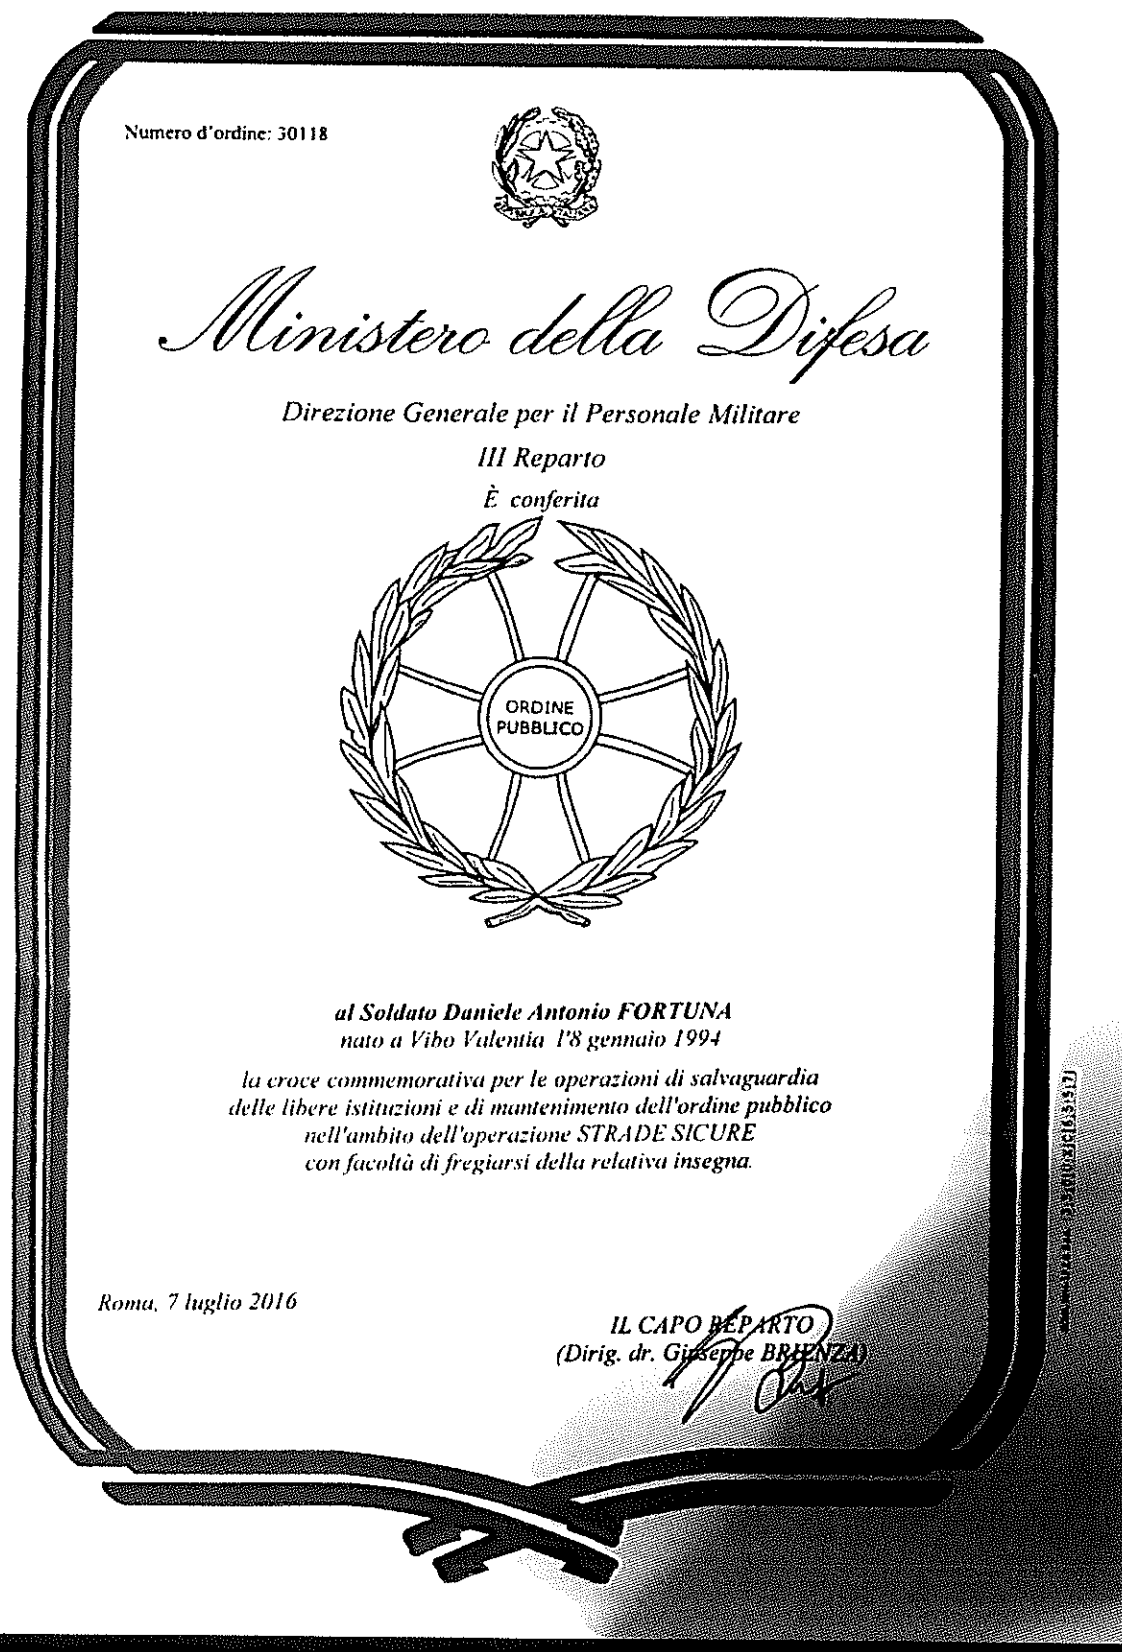 Numero d'ordine: 30118
Ministero della Difesa
Direzione Generale per il Personale Militare
III Reparto
È conferita
ORDINE
PUBBLICO
al Soldato Daniele Antonio FORTUNA
nato a Vibo Valentia l'8 gennaio 1994
la croce commemorativa per le operazioni di salvaguardia
delle libere istituzioni e di mantenimento dell'ordine pubblico
nell'ambito dell'operazione STRADE SICURE
con facoltà di fregiarsi della relativa insegna.
Roma, 7 luglio 2016
IL CAPO REPARTO
(Dirig. dr. Giuseppe BRIENZA)